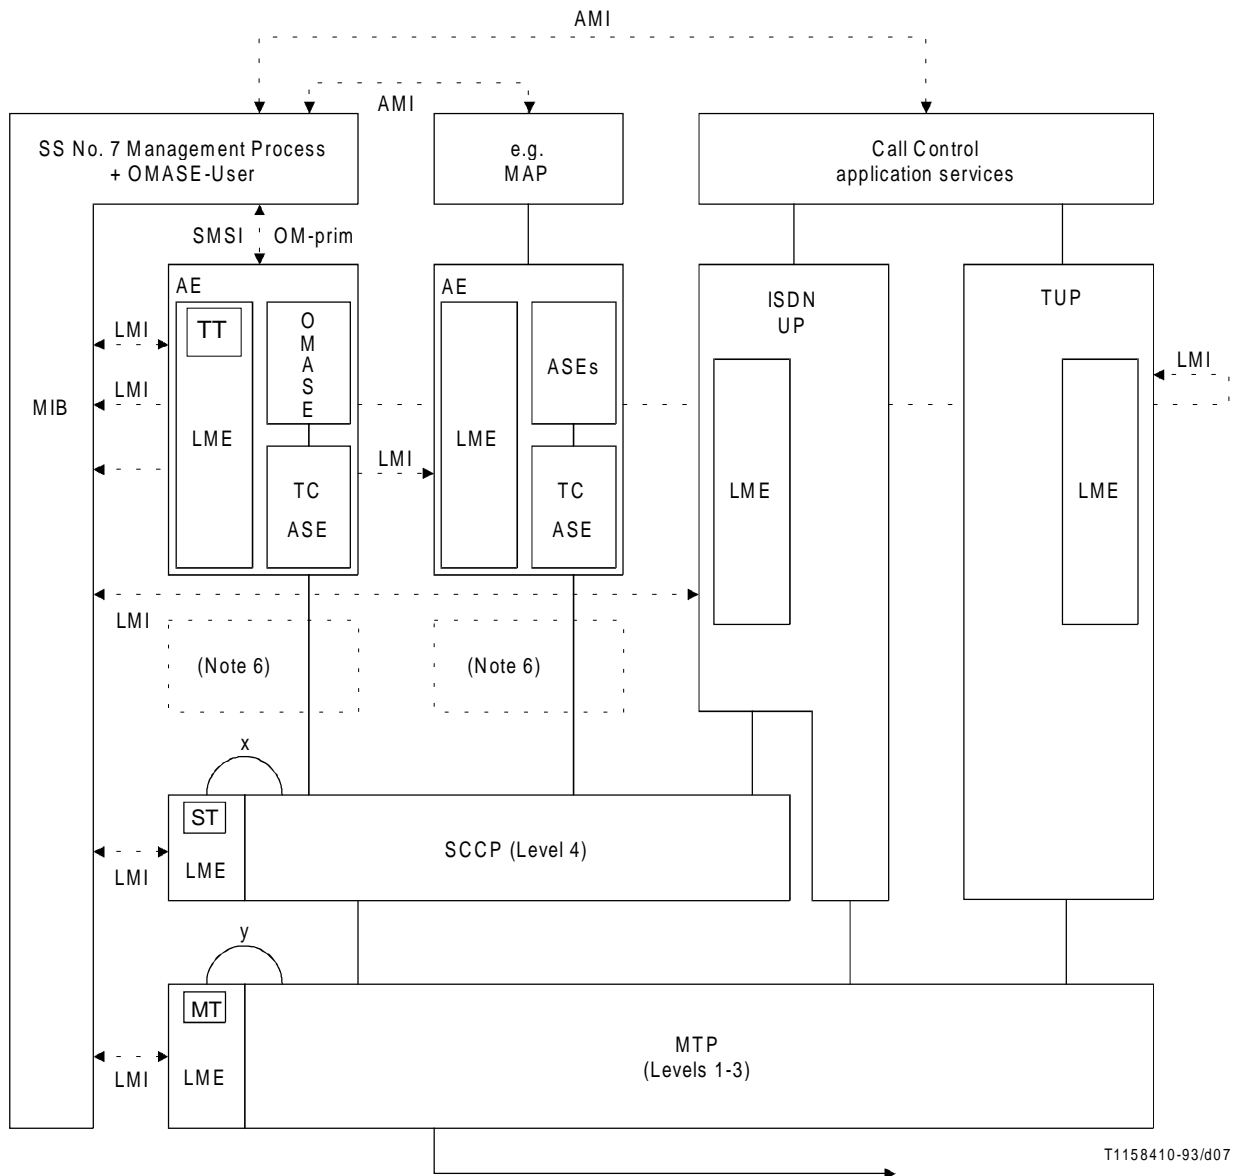 AMI
AMI
SS No. 7 Management Process
+ OMASE-User
e.g.
MAP
Call Control
application services
SMSI
OM-prim
AE
AE
ISDN
UP
TUP
LMI
TT
OMASE
ASEs
LMI
LMI
MIB
LME
LME
LMI
LME
LME
TC
ASE
TC
ASE
LMI
(Note 6)
(Note 6)
x
ST
LME
SCCP (Level 4)
LMI
y
MT
LME
MTP
(Levels 1-3)
LMI
T1158410-93/d07